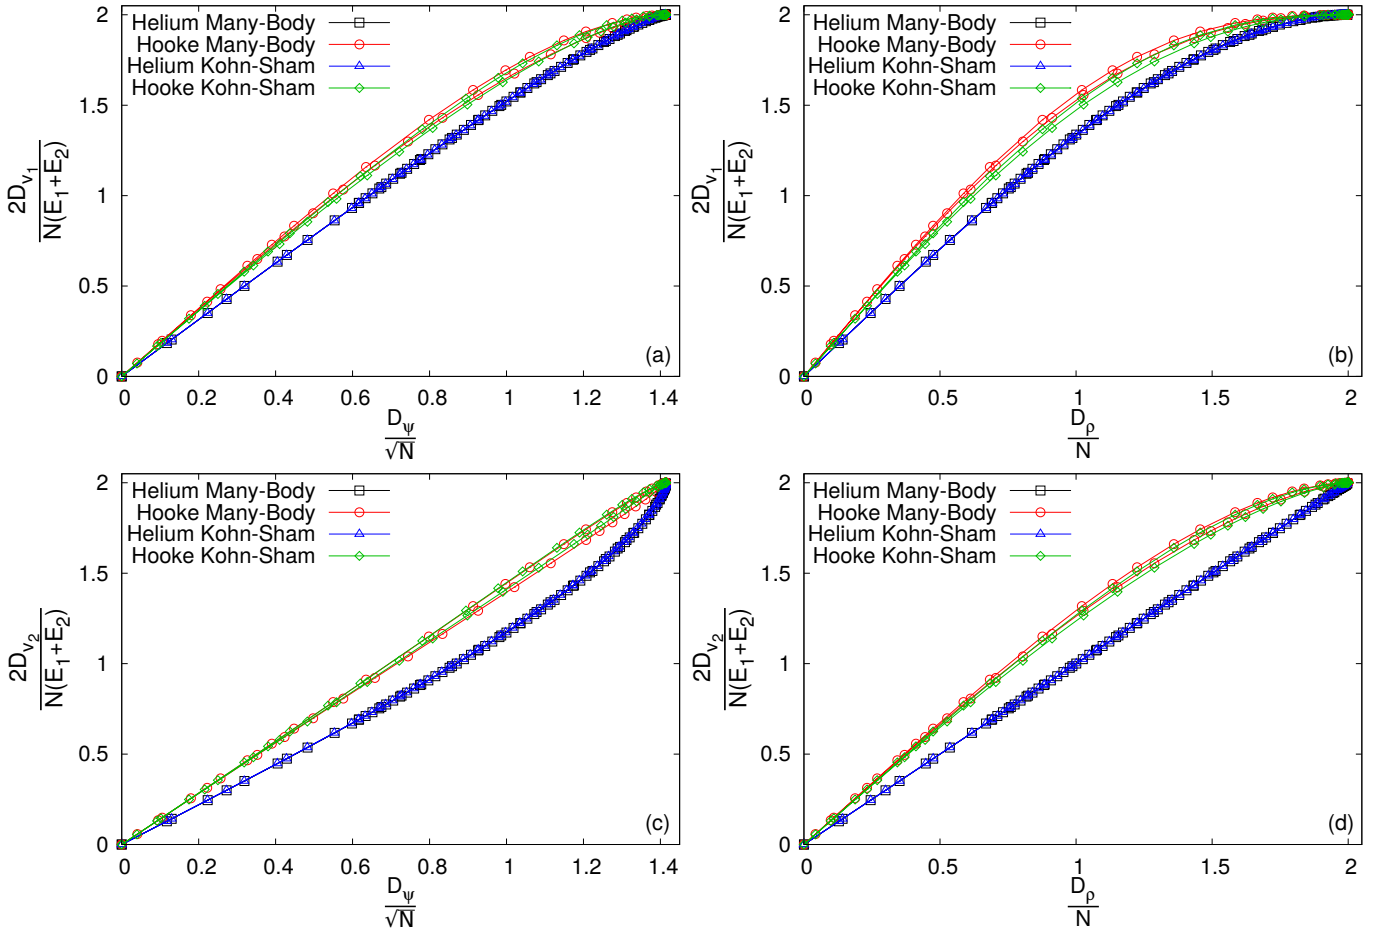 Helium Many-Body
Hooke Many-Body
Helium Kohn-Sham
Hooke Kohn-Sham
2
1.5
1
0.5
0
2D_{v_1}
N(E_1+E_2)
(a)
0 0.2 0.4 0.6 0.8 1 1.2 1.4
D_ψ
√N
Helium Many-Body
Hooke Many-Body
Helium Kohn-Sham
Hooke Kohn-Sham
2
1.5
1
0.5
0
2D_{v_1}
N(E_1+E_2)
(b)
0 0.5 1 1.5 2
D_ρ
N
Helium Many-Body
Hooke Many-Body
Helium Kohn-Sham
Hooke Kohn-Sham
2
1.5
1
0.5
0
2D_{v_2}
N(E_1+E_2)
(c)
0 0.2 0.4 0.6 0.8 1 1.2 1.4
D_ψ
√N
Helium Many-Body
Hooke Many-Body
Helium Kohn-Sham
Hooke Kohn-Sham
2
1.5
1
0.5
0
2D_{v_2}
N(E_1+E_2)
(d)
0 0.5 1 1.5 2
D_ρ
N